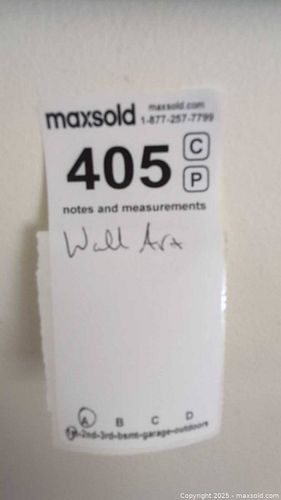 maxsold maxsold.com
1-877-257-7799
405 C
P
notes and measurements
Wall Art
A B C D
1st-2nd-3rd-bsmt-garage-outdoors
Copyright © 2025 - maxsold.com